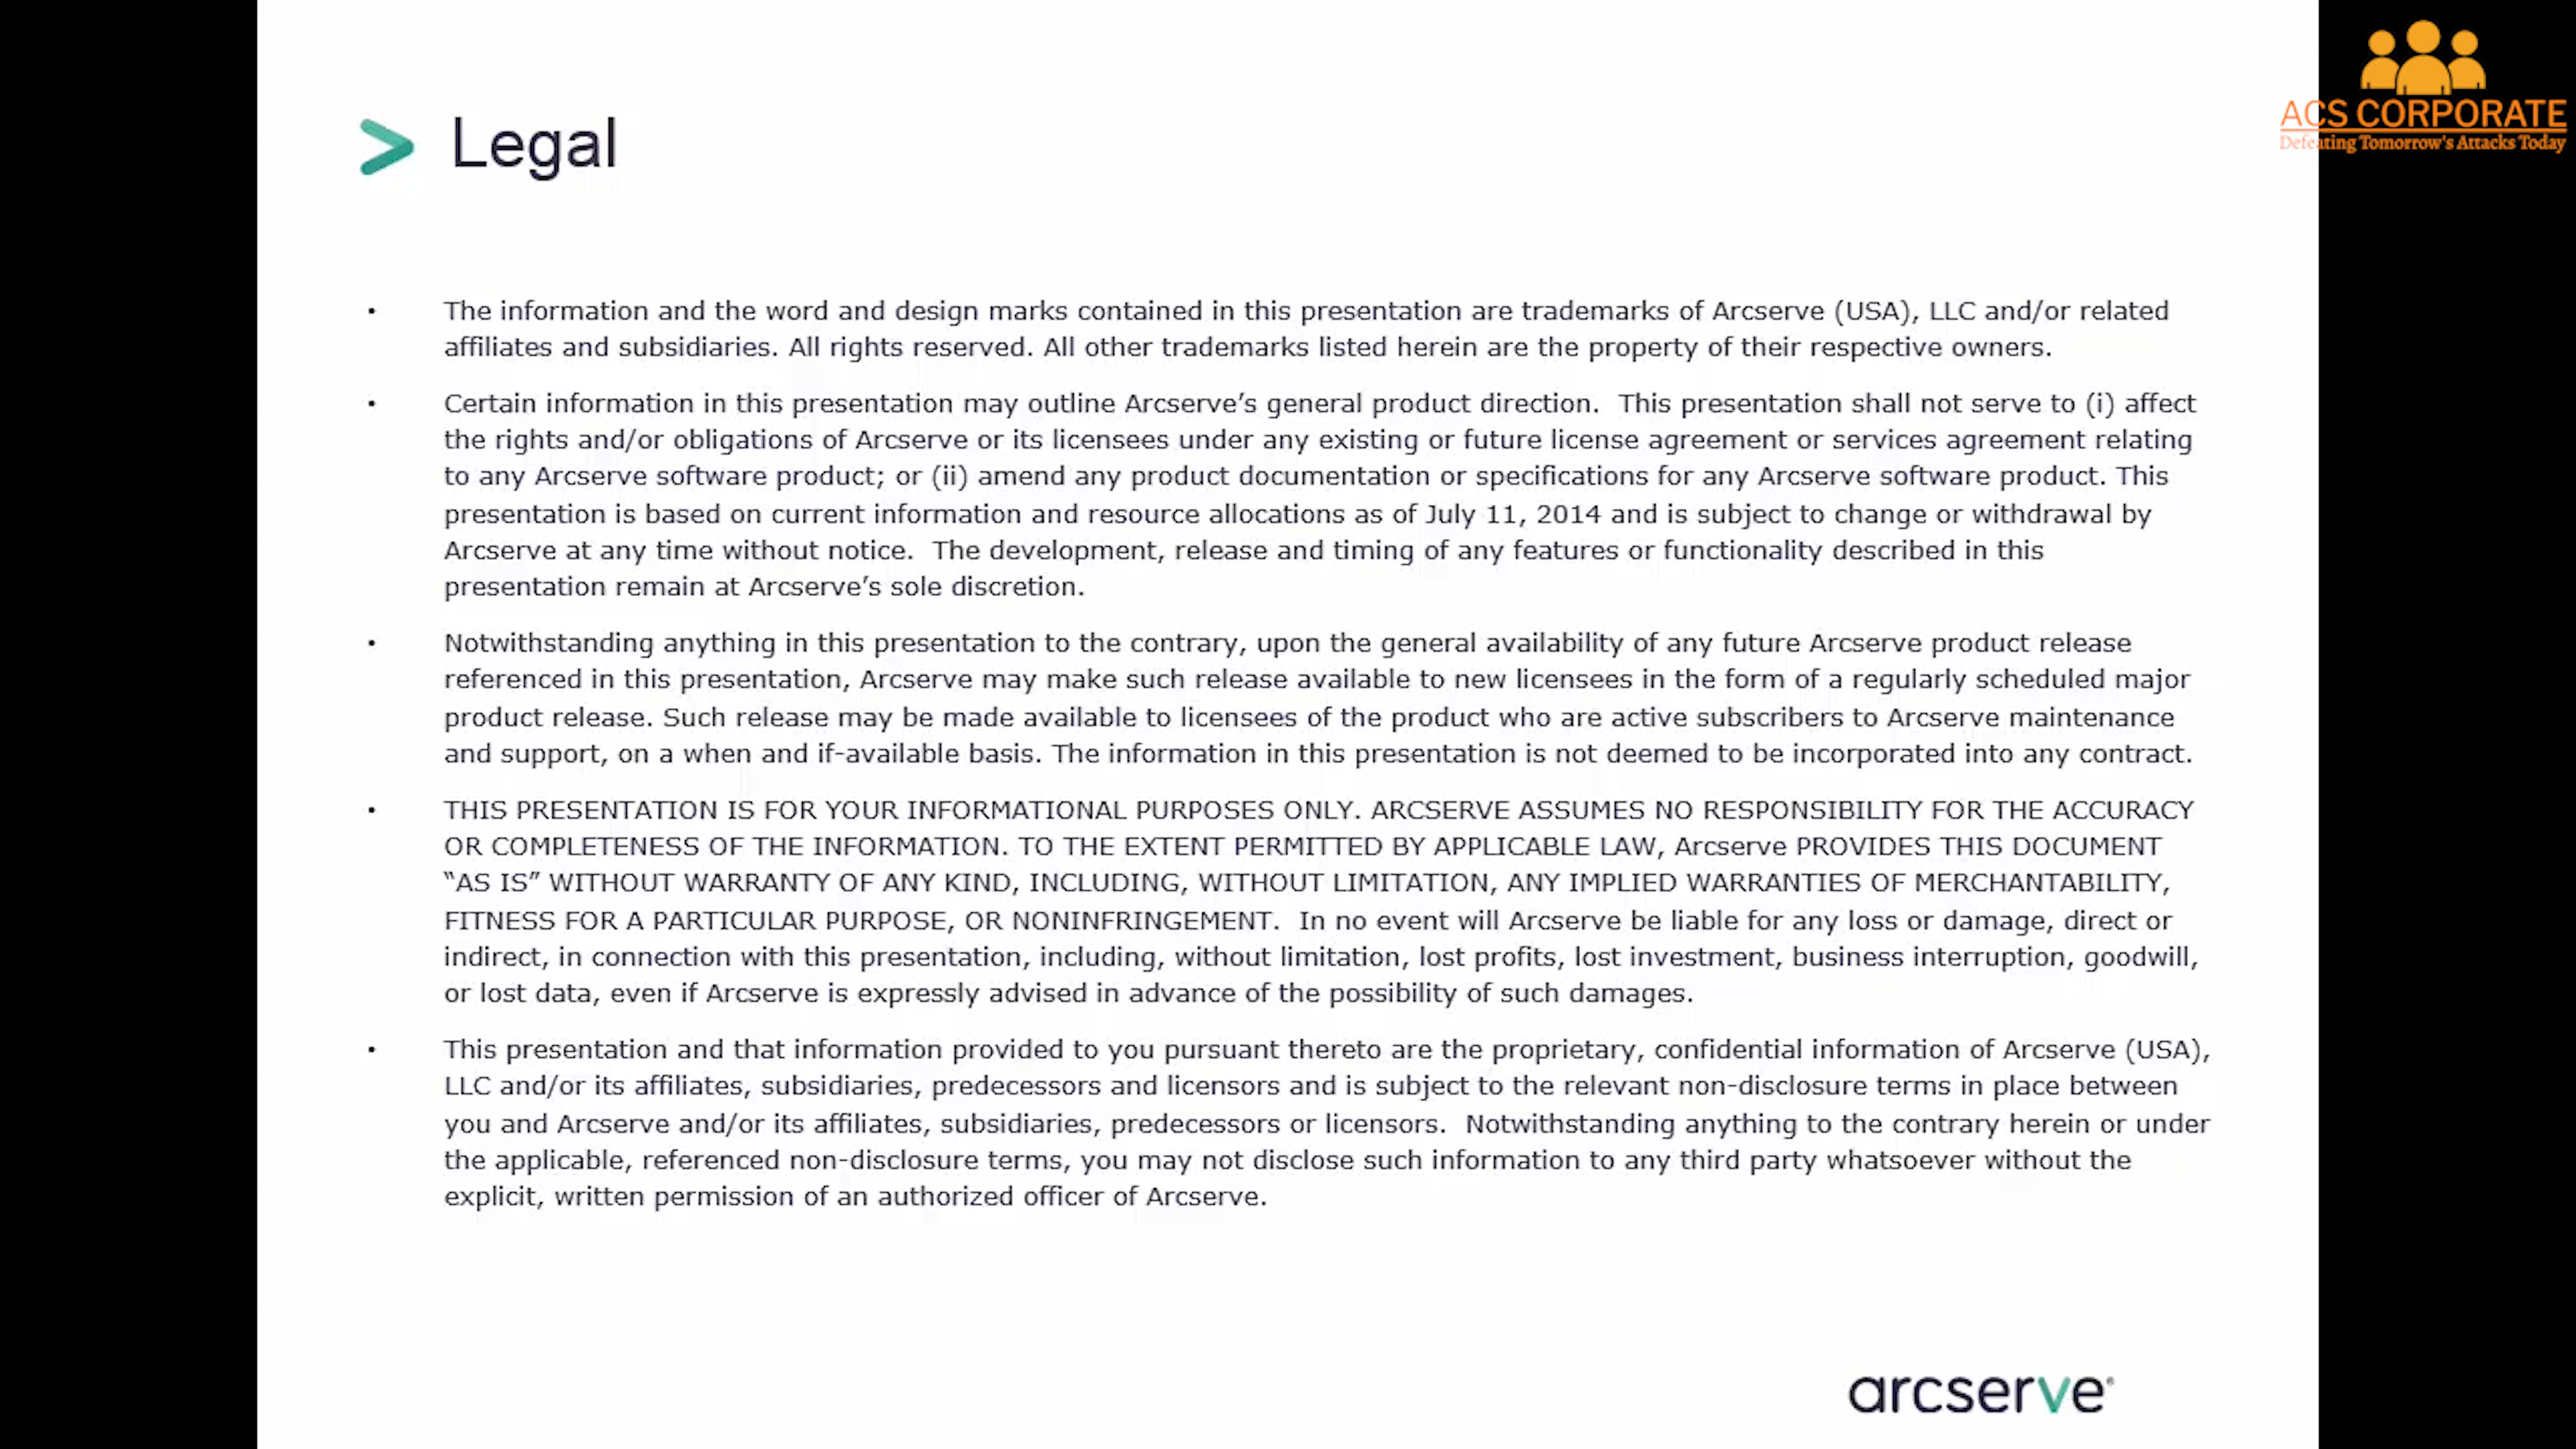 ACS CORPORATE
Defeating Tomorrow's Attacks Today
> Legal
• The information and the word and design marks contained in this presentation are trademarks of Arcserve (USA), LLC and/or related
affiliates and subsidiaries. All rights reserved. All other trademarks listed herein are the property of their respective owners.
• Certain information in this presentation may outline Arcserve’s general product direction.  This presentation shall not serve to (i) affect
the rights and/or obligations of Arcserve or its licensees under any existing or future license agreement or services agreement relating
to any Arcserve software product; or (ii) amend any product documentation or specifications for any Arcserve software product. This
presentation is based on current information and resource allocations as of July 11, 2014 and is subject to change or withdrawal by
Arcserve at any time without notice.  The development, release and timing of any features or functionality described in this
presentation remain at Arcserve’s sole discretion.
• Notwithstanding anything in this presentation to the contrary, upon the general availability of any future Arcserve product release
referenced in this presentation, Arcserve may make such release available to new licensees in the form of a regularly scheduled major
product release. Such release may be made available to licensees of the product who are active subscribers to Arcserve maintenance
and support, on a when and if-available basis. The information in this presentation is not deemed to be incorporated into any contract.
• THIS PRESENTATION IS FOR YOUR INFORMATIONAL PURPOSES ONLY. ARCSERVE ASSUMES NO RESPONSIBILITY FOR THE ACCURACY
OR COMPLETENESS OF THE INFORMATION. TO THE EXTENT PERMITTED BY APPLICABLE LAW, Arcserve PROVIDES THIS DOCUMENT
“AS IS” WITHOUT WARRANTY OF ANY KIND, INCLUDING, WITHOUT LIMITATION, ANY IMPLIED WARRANTIES OF MERCHANTABILITY,
FITNESS FOR A PARTICULAR PURPOSE, OR NONINFRINGEMENT.  In no event will Arcserve be liable for any loss or damage, direct or
indirect, in connection with this presentation, including, without limitation, lost profits, lost investment, business interruption, goodwill,
or lost data, even if Arcserve is expressly advised in advance of the possibility of such damages.
• This presentation and that information provided to you pursuant thereto are the proprietary, confidential information of Arcserve (USA),
LLC and/or its affiliates, subsidiaries, predecessors and licensors and is subject to the relevant non-disclosure terms in place between
you and Arcserve and/or its affiliates, subsidiaries, predecessors or licensors.  Notwithstanding anything to the contrary herein or under
the applicable, referenced non-disclosure terms, you may not disclose such information to any third party whatsoever without the
explicit, written permission of an authorized officer of Arcserve.
arcserve®